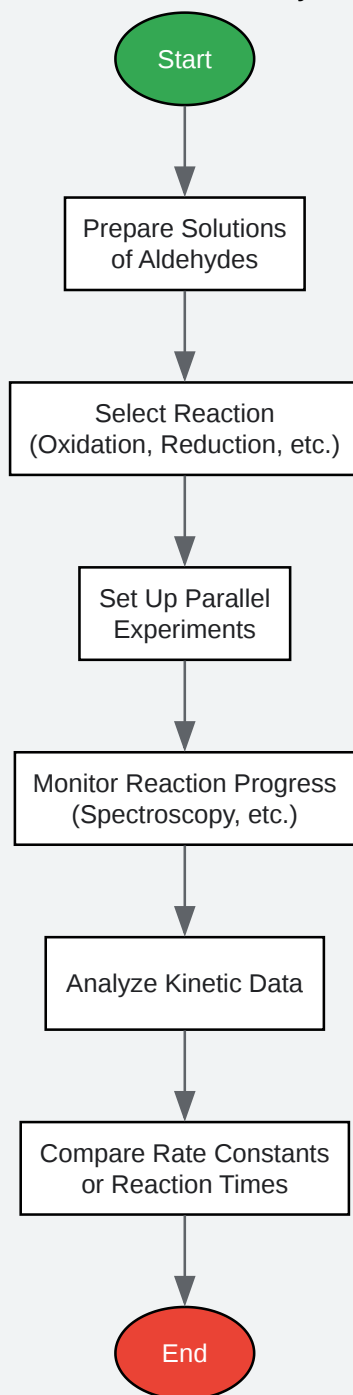 Start
Prepare Solutions
of Aldehydes
Select Reaction
(Oxidation, Reduction, etc.)
Set Up Parallel
Experiments
Monitor Reaction Progress
(Spectroscopy, etc.)
Analyze Kinetic Data
Compare Rate Constants
or Reaction Times
End